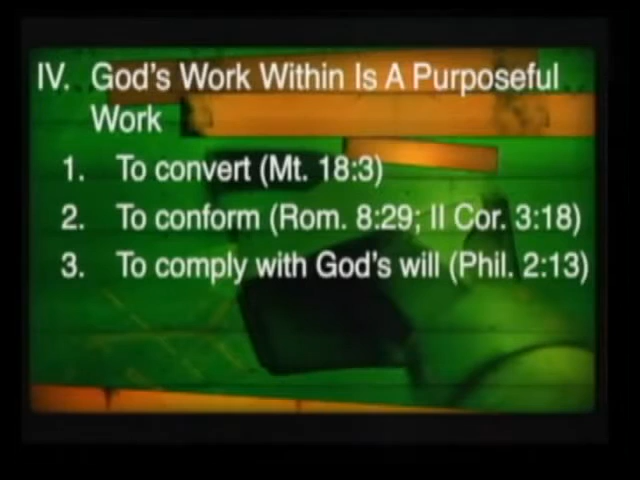 IV. God's Work Within Is A Purposeful
Work
1. To convert (Mt. 18:3)
2. To conform (Rom. 8:29; II Cor. 3:18)
3. To comply with God's will (Phil. 2:13)